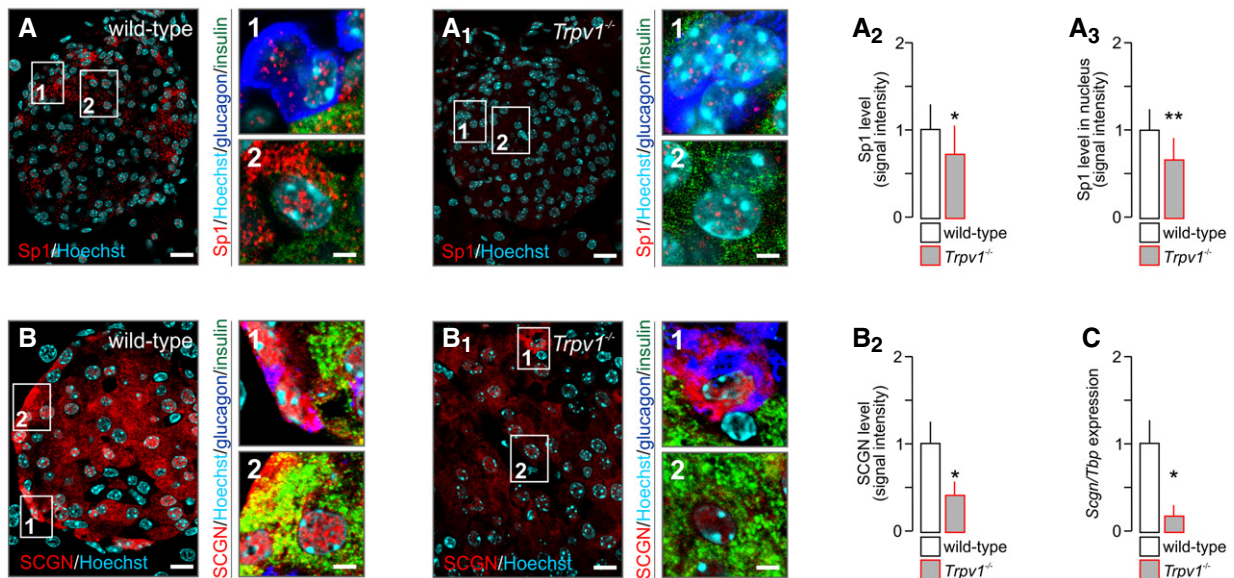 A wild-type
Sp1/Hoechst
1
2
Sp1/Hoechst/glucagon/insulin
1
2
A1 Trpv1-/-
1
2
Sp1/Hoechst/glucagon/insulin
1
2
A2
Sp1 level
(signal intensity)
2
1
0
*
wild-type
Trpv1-/-
A3
Sp1 level in nucleus
(signal intensity)
2
1
0
**
wild-type
Trpv1-/-
B wild-type
2
1
SCGN/Hoechst
SCGN/Hoechst/glucagon/insulin
1
2
B1 Trpv1-/-
1
2
SCGN/Hoechst
SCGN/Hoechst/glucagon/insulin
1
2
B2
SCGN level
(signal intensity)
2
1
0
*
wild-type
Trpv1-/-
C
Scgn/Tbp expression
2
1
0
*
wild-type
Trpv1-/-